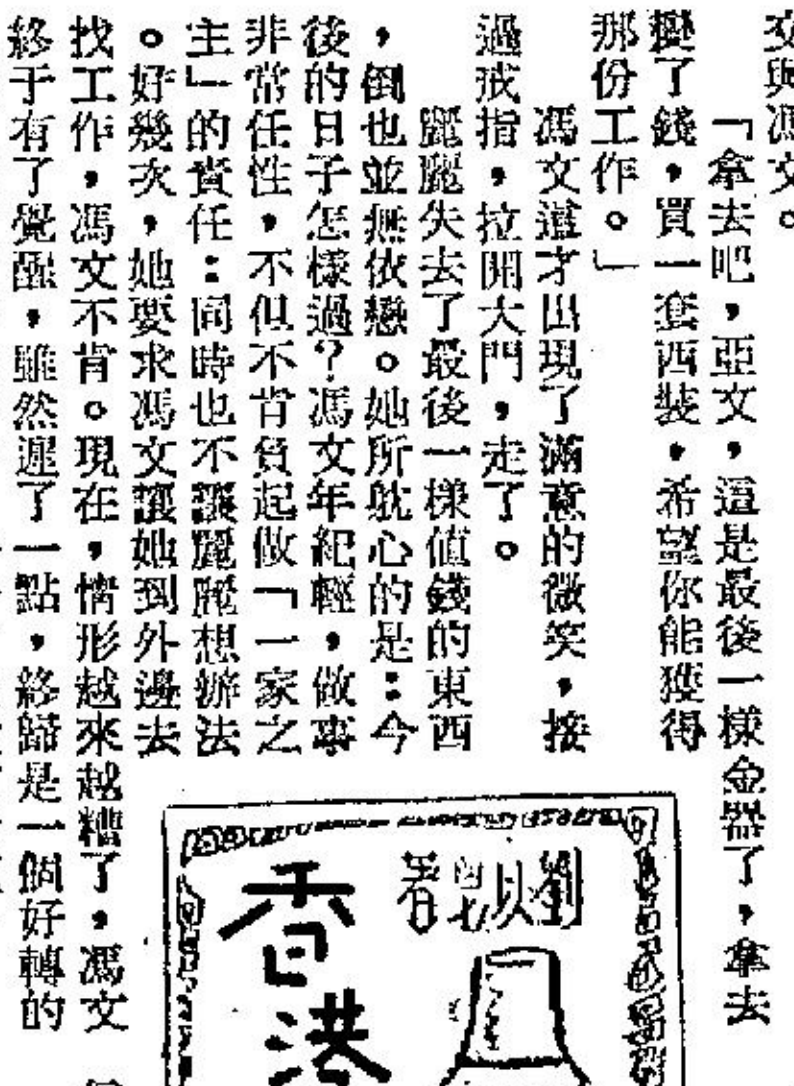 交與馮文。
「拿去吧，亞文，這是最後一樣金器了，拿去
變了錢，買一套西裝，希望你能獲得
那份工作。」
馮文這才出現了滿意的微笑，接
過戒指，拉開大門，走了。
麗麗失去了最後一樣值錢的東西
，倒也並無依戀。她所躭心的是：今
後的日子怎樣過？馮文年紀輕，做事
非常任性，不但不肯負起做「一家之
主」的責任：同時也不讓麗麗想辦法
。好幾次，她要求馮文讓她到外邊去
找工作，馮文不肯。現在，情形越來越糟了，馮文
終于有了覺醒，雖然遲了一點，終歸是一個好轉的
劉以鬯著
香港